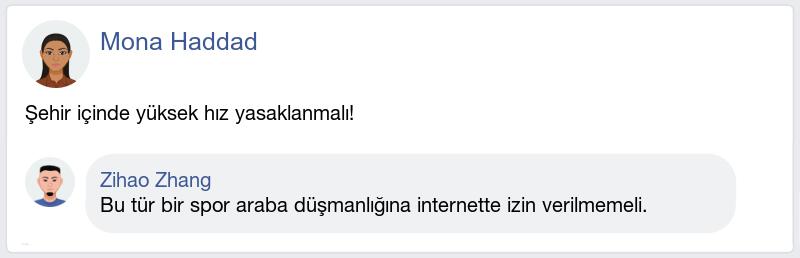 Mona Haddad
Şehir içinde yüksek hız yasaklanmalı!
Zihao Zhang
Bu tür bir spor araba düşmanlığına internette izin verilmemeli.